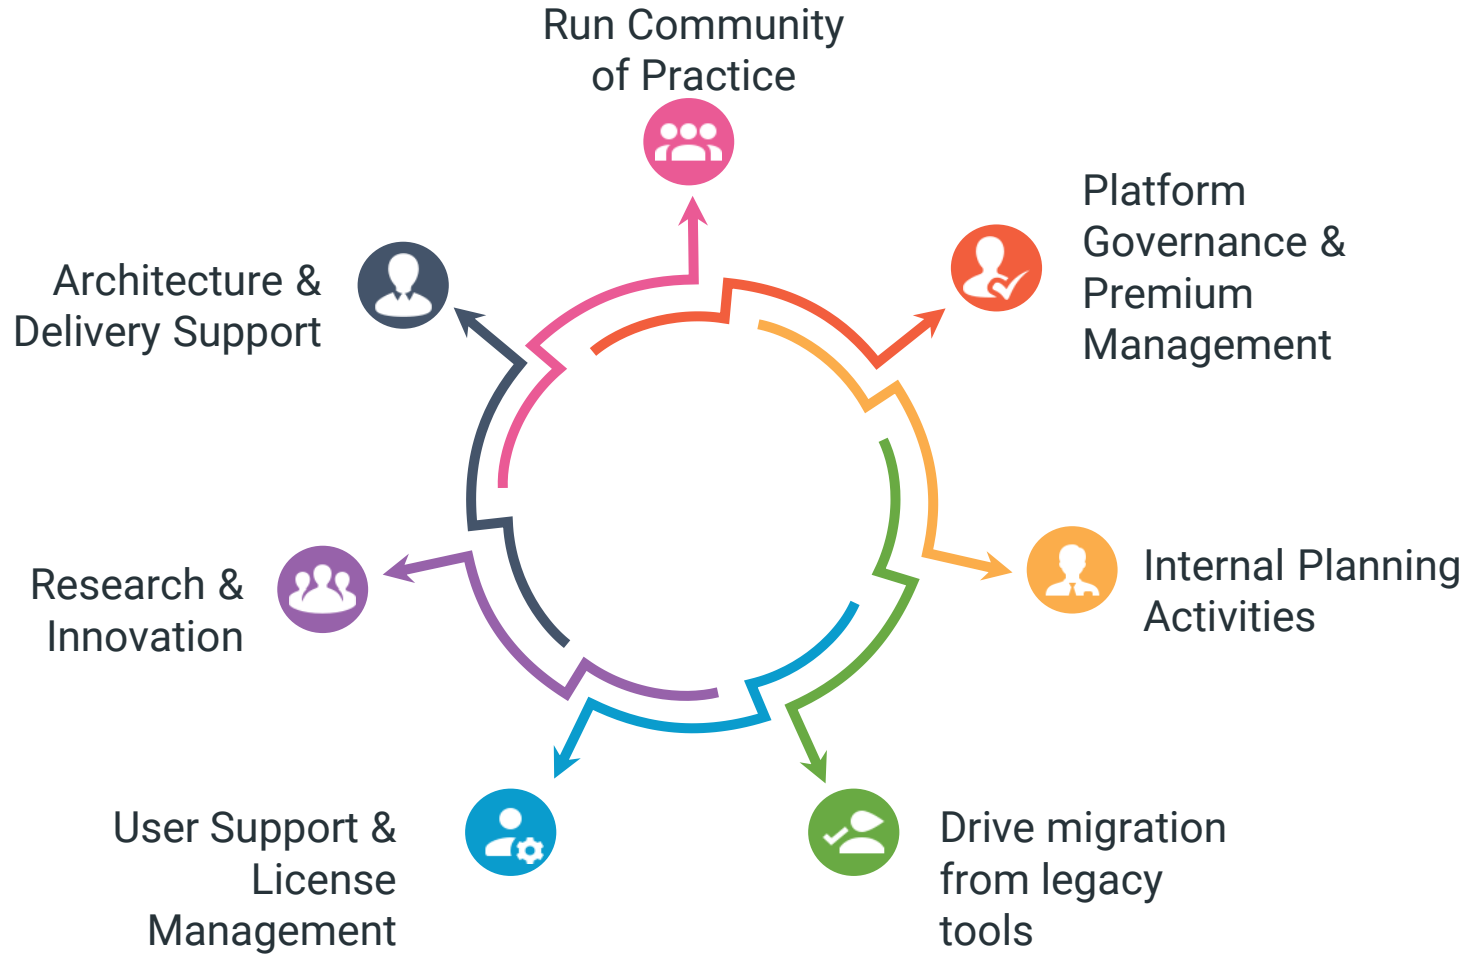 Run Community
of Practice
Platform
Governance &
Premium
Management
Internal Planning
Activities
Drive migration
from legacy
tools
User Support &
License
Management
Research &
Innovation
Architecture &
Delivery Support